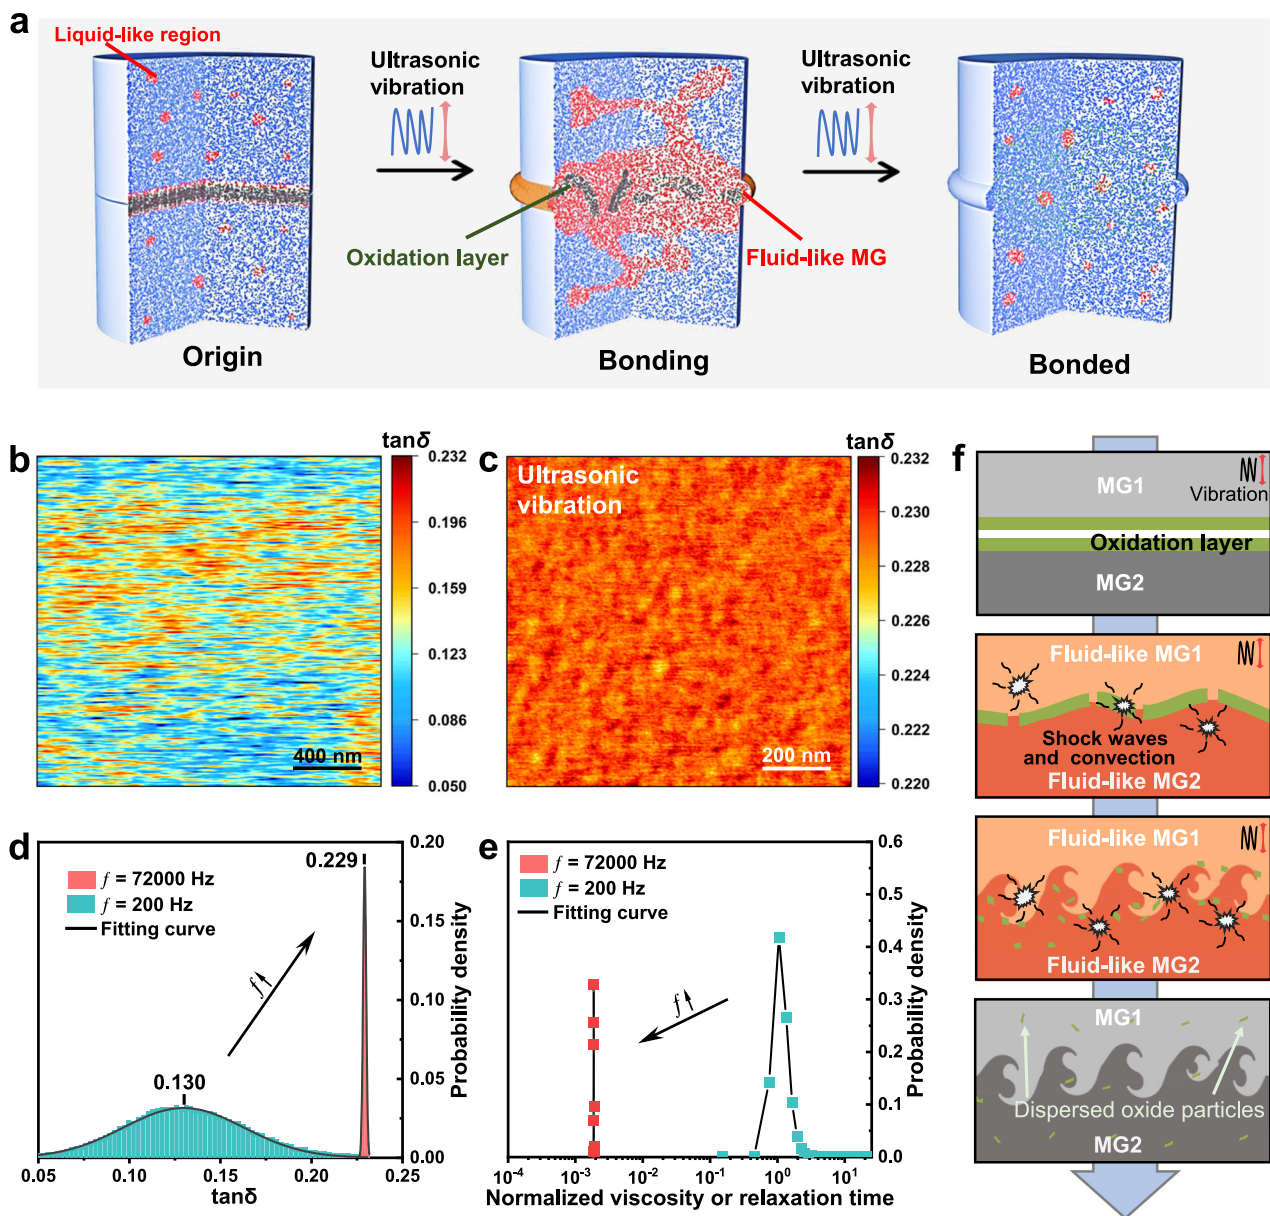 a
Liquid-like region
Ultrasonic
vibration
Ultrasonic
vibration
Oxidation layer
Fluid-like MG
Origin
Bonding
Bonded
b
tanδ
0.232
0.196
0.159
0.123
0.086
0.050
400 nm
c
Ultrasonic
vibration
tanδ
0.232
0.230
0.228
0.226
0.224
0.222
0.220
200 nm
d
0.229
f = 72000 Hz
f = 200 Hz
Fitting curve
f
0.130
0.20
0.15
0.10
0.05
0.00
Probability density
0.05
0.10
0.15
0.20
0.25
tanδ
e
f = 72000 Hz
f = 200 Hz
Fitting curve
f
0.6
0.5
0.4
0.3
0.2
0.1
0.0
Probability density
10⁻⁴
10⁻³
10⁻²
10⁻¹
10⁰
10¹
Normalized viscosity or relaxation time
f
MG1
Vibration
Oxidation layer
MG2
Fluid-like MG1
Shock waves
and convection
Fluid-like MG2
Fluid-like MG1
Fluid-like MG2
MG1
Dispersed oxide particles
MG2